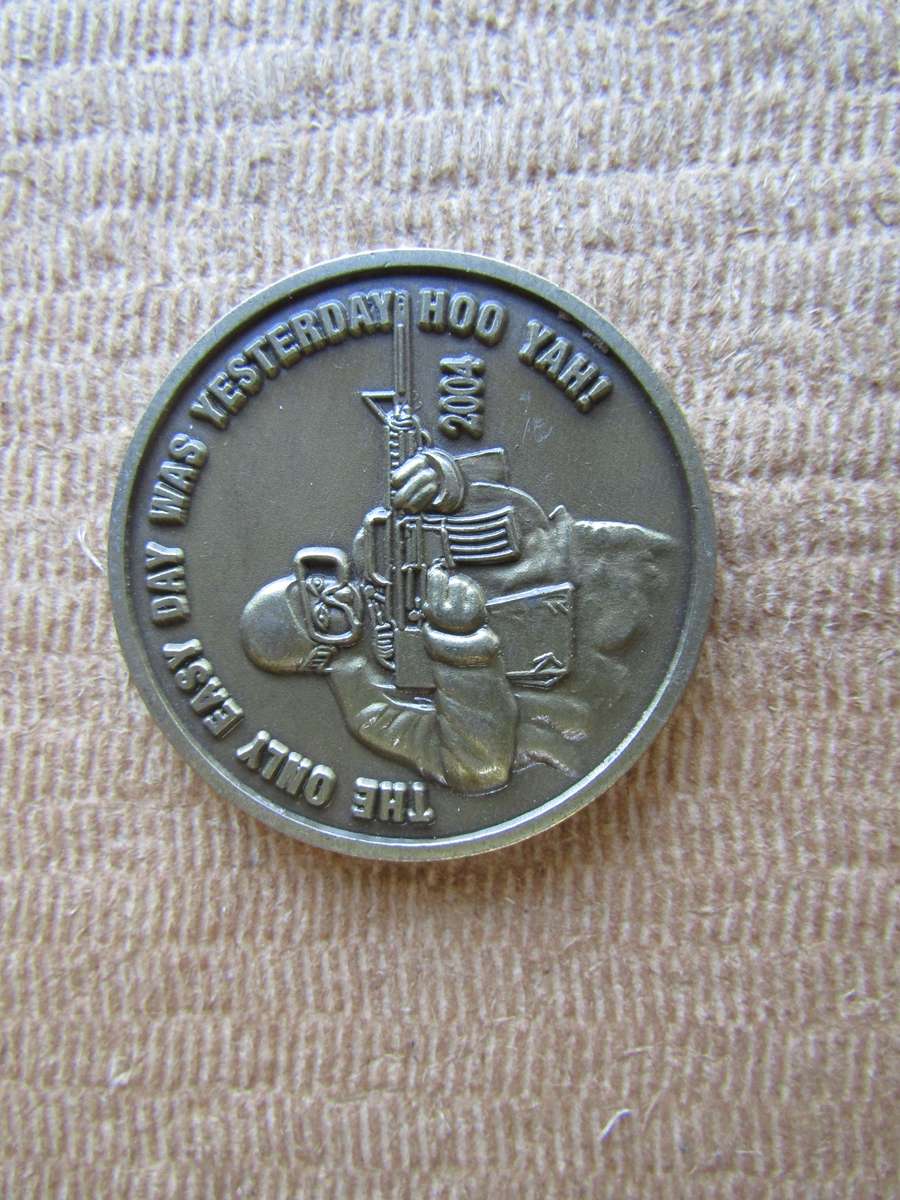 THE ONLY EASY DAY WAS YESTERDAY HOO YAH!
2004